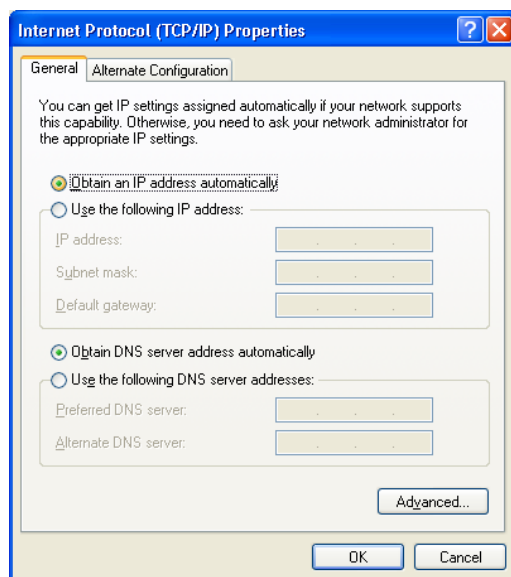 Internet Protocol (TCP/IP) Properties
General
Alternate Configuration
You can get IP settings assigned automatically if your network supports
this capability. Otherwise, you need to ask your network administrator for
the appropriate IP settings.
Obtain an IP address automatically
Use the following IP address:
IP address:
Subnet mask:
Default gateway:
Obtain DNS server address automatically
Use the following DNS server addresses:
Preferred DNS server:
Alternate DNS server:
Advanced...
OK
Cancel